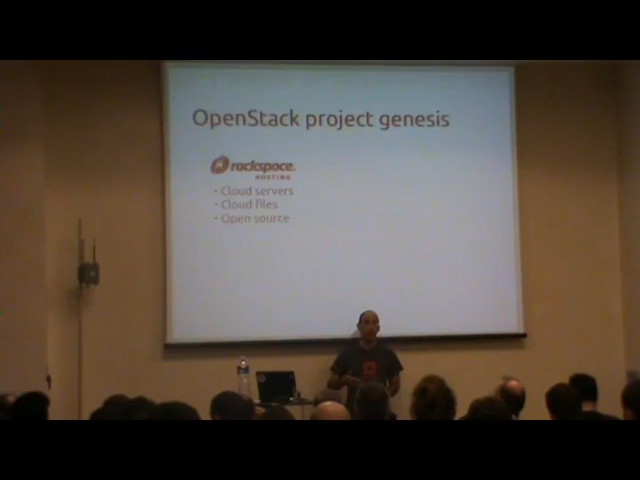 OpenStack project genesis
rackspace.
HOSTING
· Cloud servers
· Cloud files
· Open source